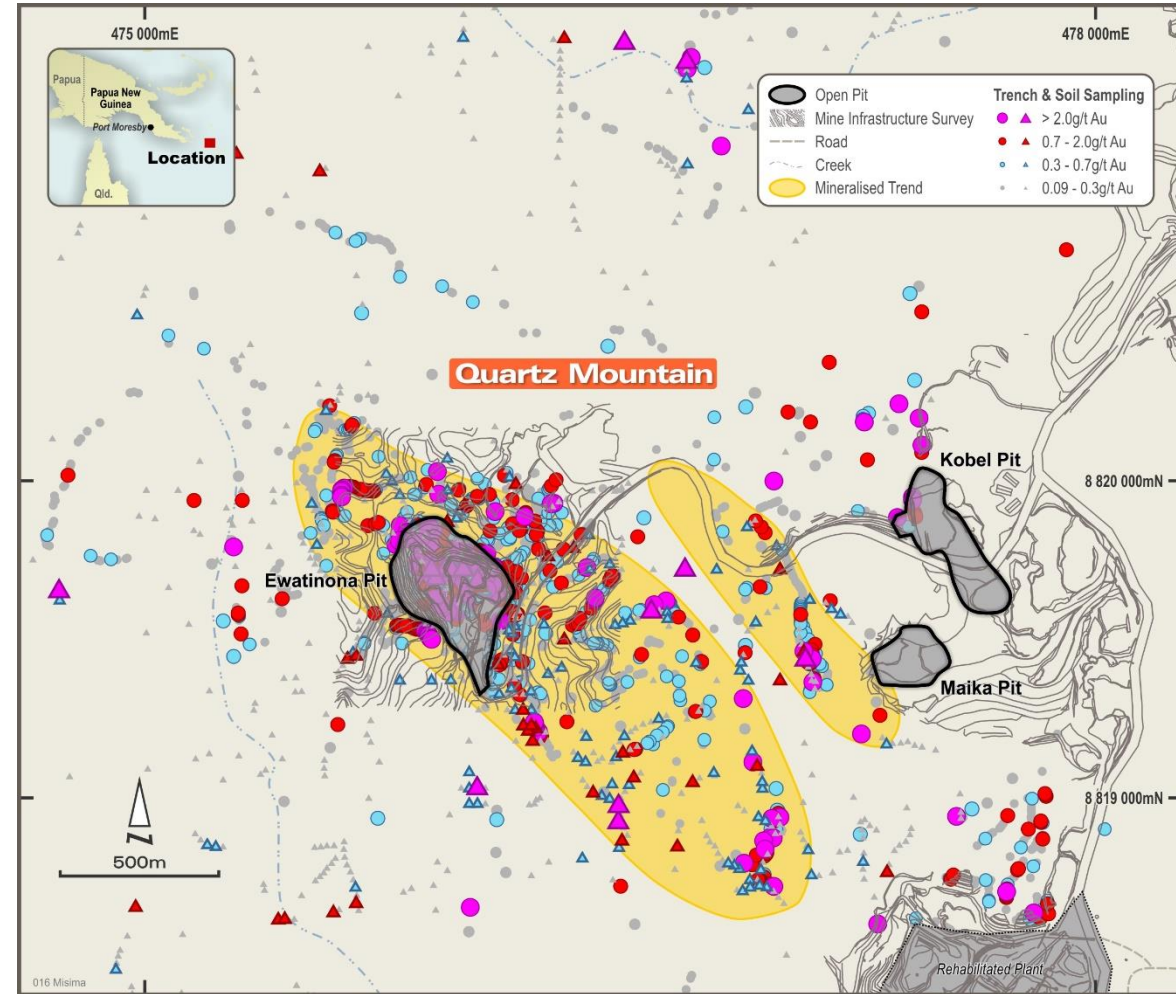 475 000mE
478 000mE
Papua
Papua New
Guinea
Port Moresby
Location
Qld.
Open Pit
Mine Infrastructure Survey
Road
Creek
Mineralised Trend
Trench & Soil Sampling
> 2.0g/t Au
0.7 - 2.0g/t Au
0.3 - 0.7g/t Au
0.09 - 0.3g/t Au
Quartz Mountain
Kobel Pit
8 820 000mN
Ewatinona Pit
Maika Pit
8 819 000mN
N
500m
Rehabilitated Plant
016 Misima